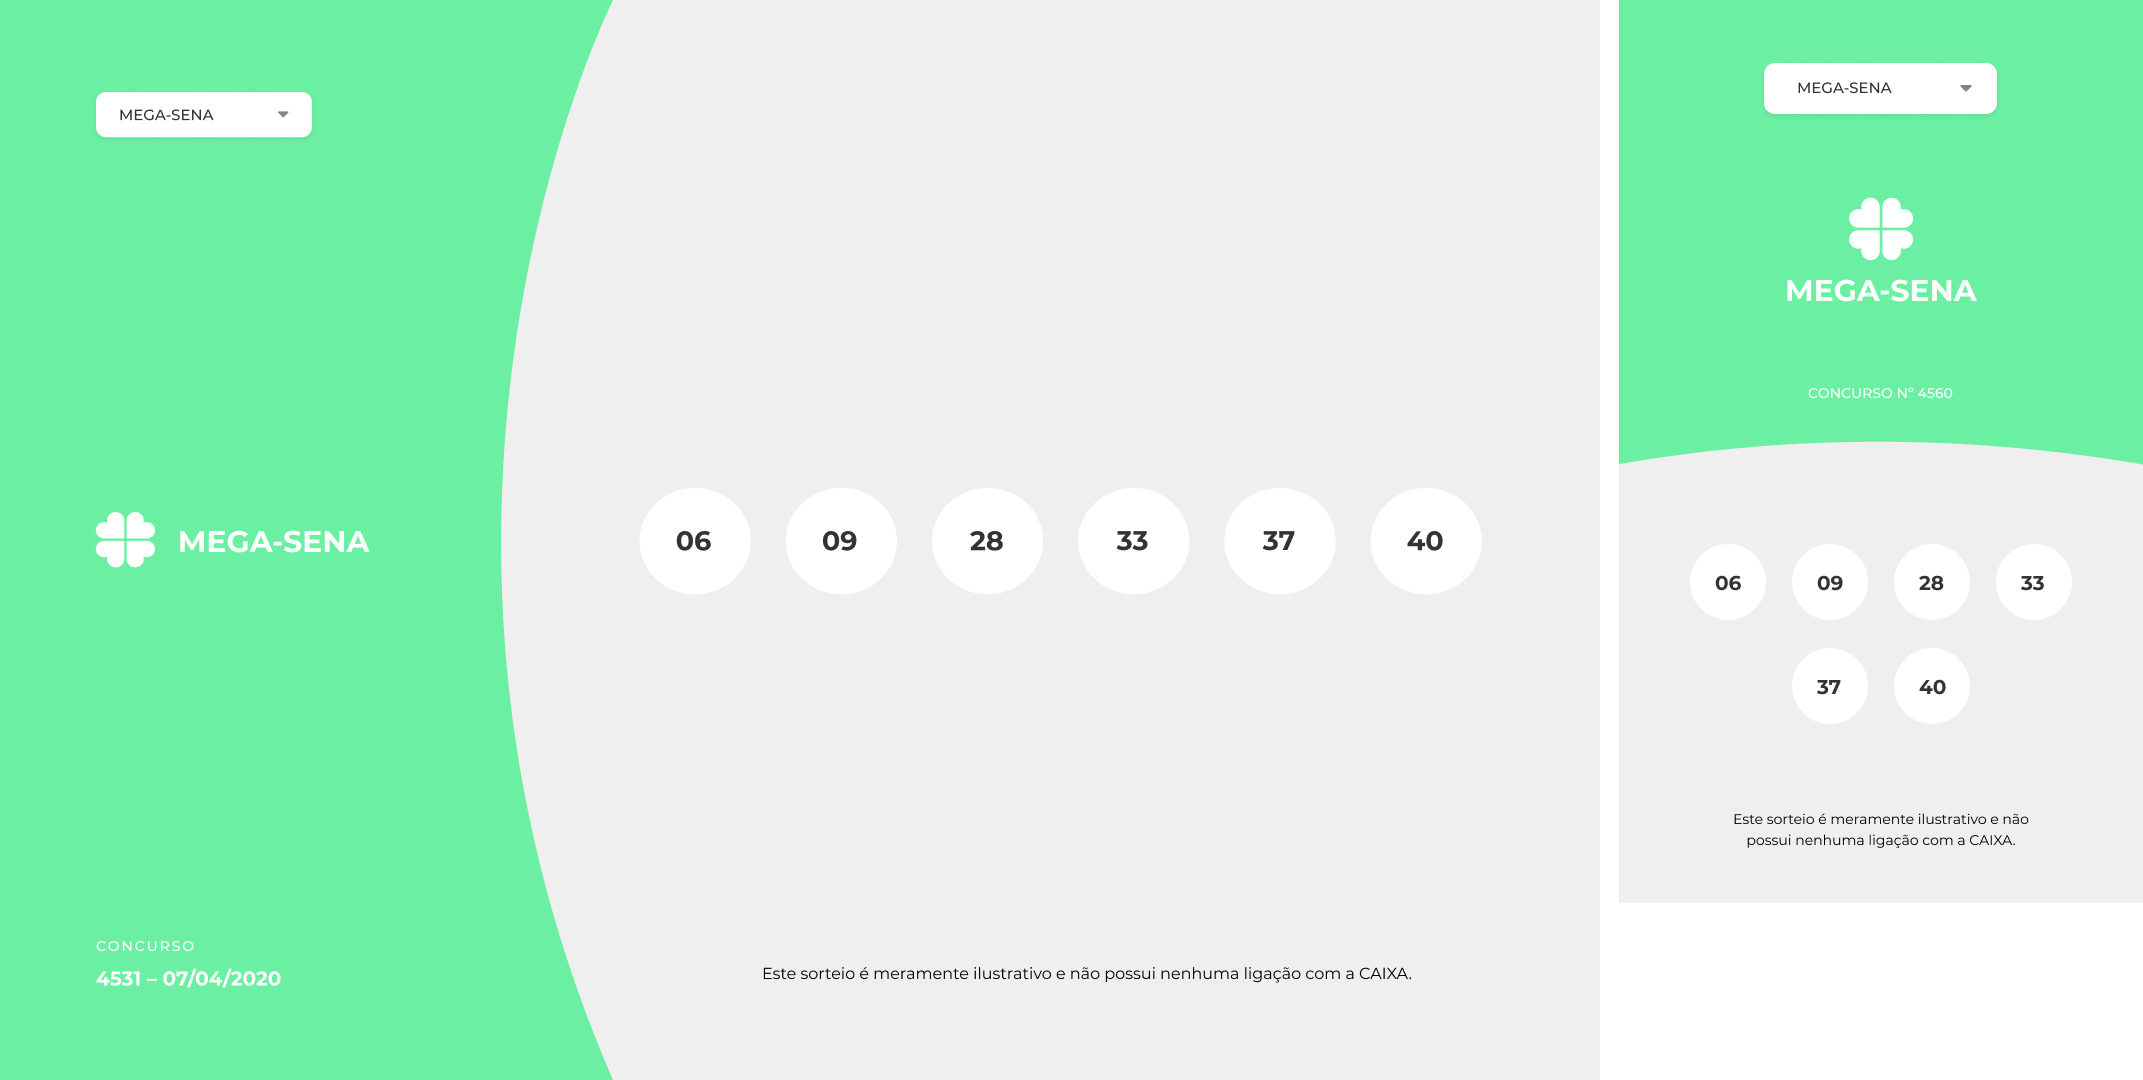 MEGA-SENA
MEGA-SENA
CONCURSO
4531 – 07/04/2020
06 09 28 33 37 40
Este sorteio é meramente ilustrativo e não possui nenhuma ligação com a CAIXA.
MEGA-SENA
MEGA-SENA
CONCURSO Nº 4560
06 09 28 33
37 40
Este sorteio é meramente ilustrativo e não
possui nenhuma ligação com a CAIXA.